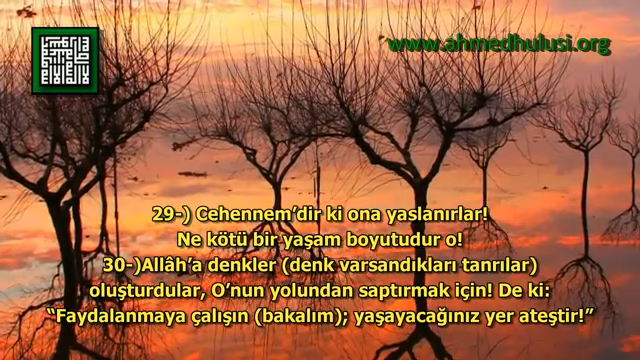 www.ahmedhulusi.org
29-) Cehennem’dir ki ona yaslanırlar!
Ne kötü bir yaşam boyutudur o!
30-)Allâh’a denkler (denk varsandıkları tanrılar)
oluşturdular, O’nun yolundan saptırmak için! De ki:
“Faydalanmaya çalışın (bakalım); yaşayacağınız yer ateştir!”